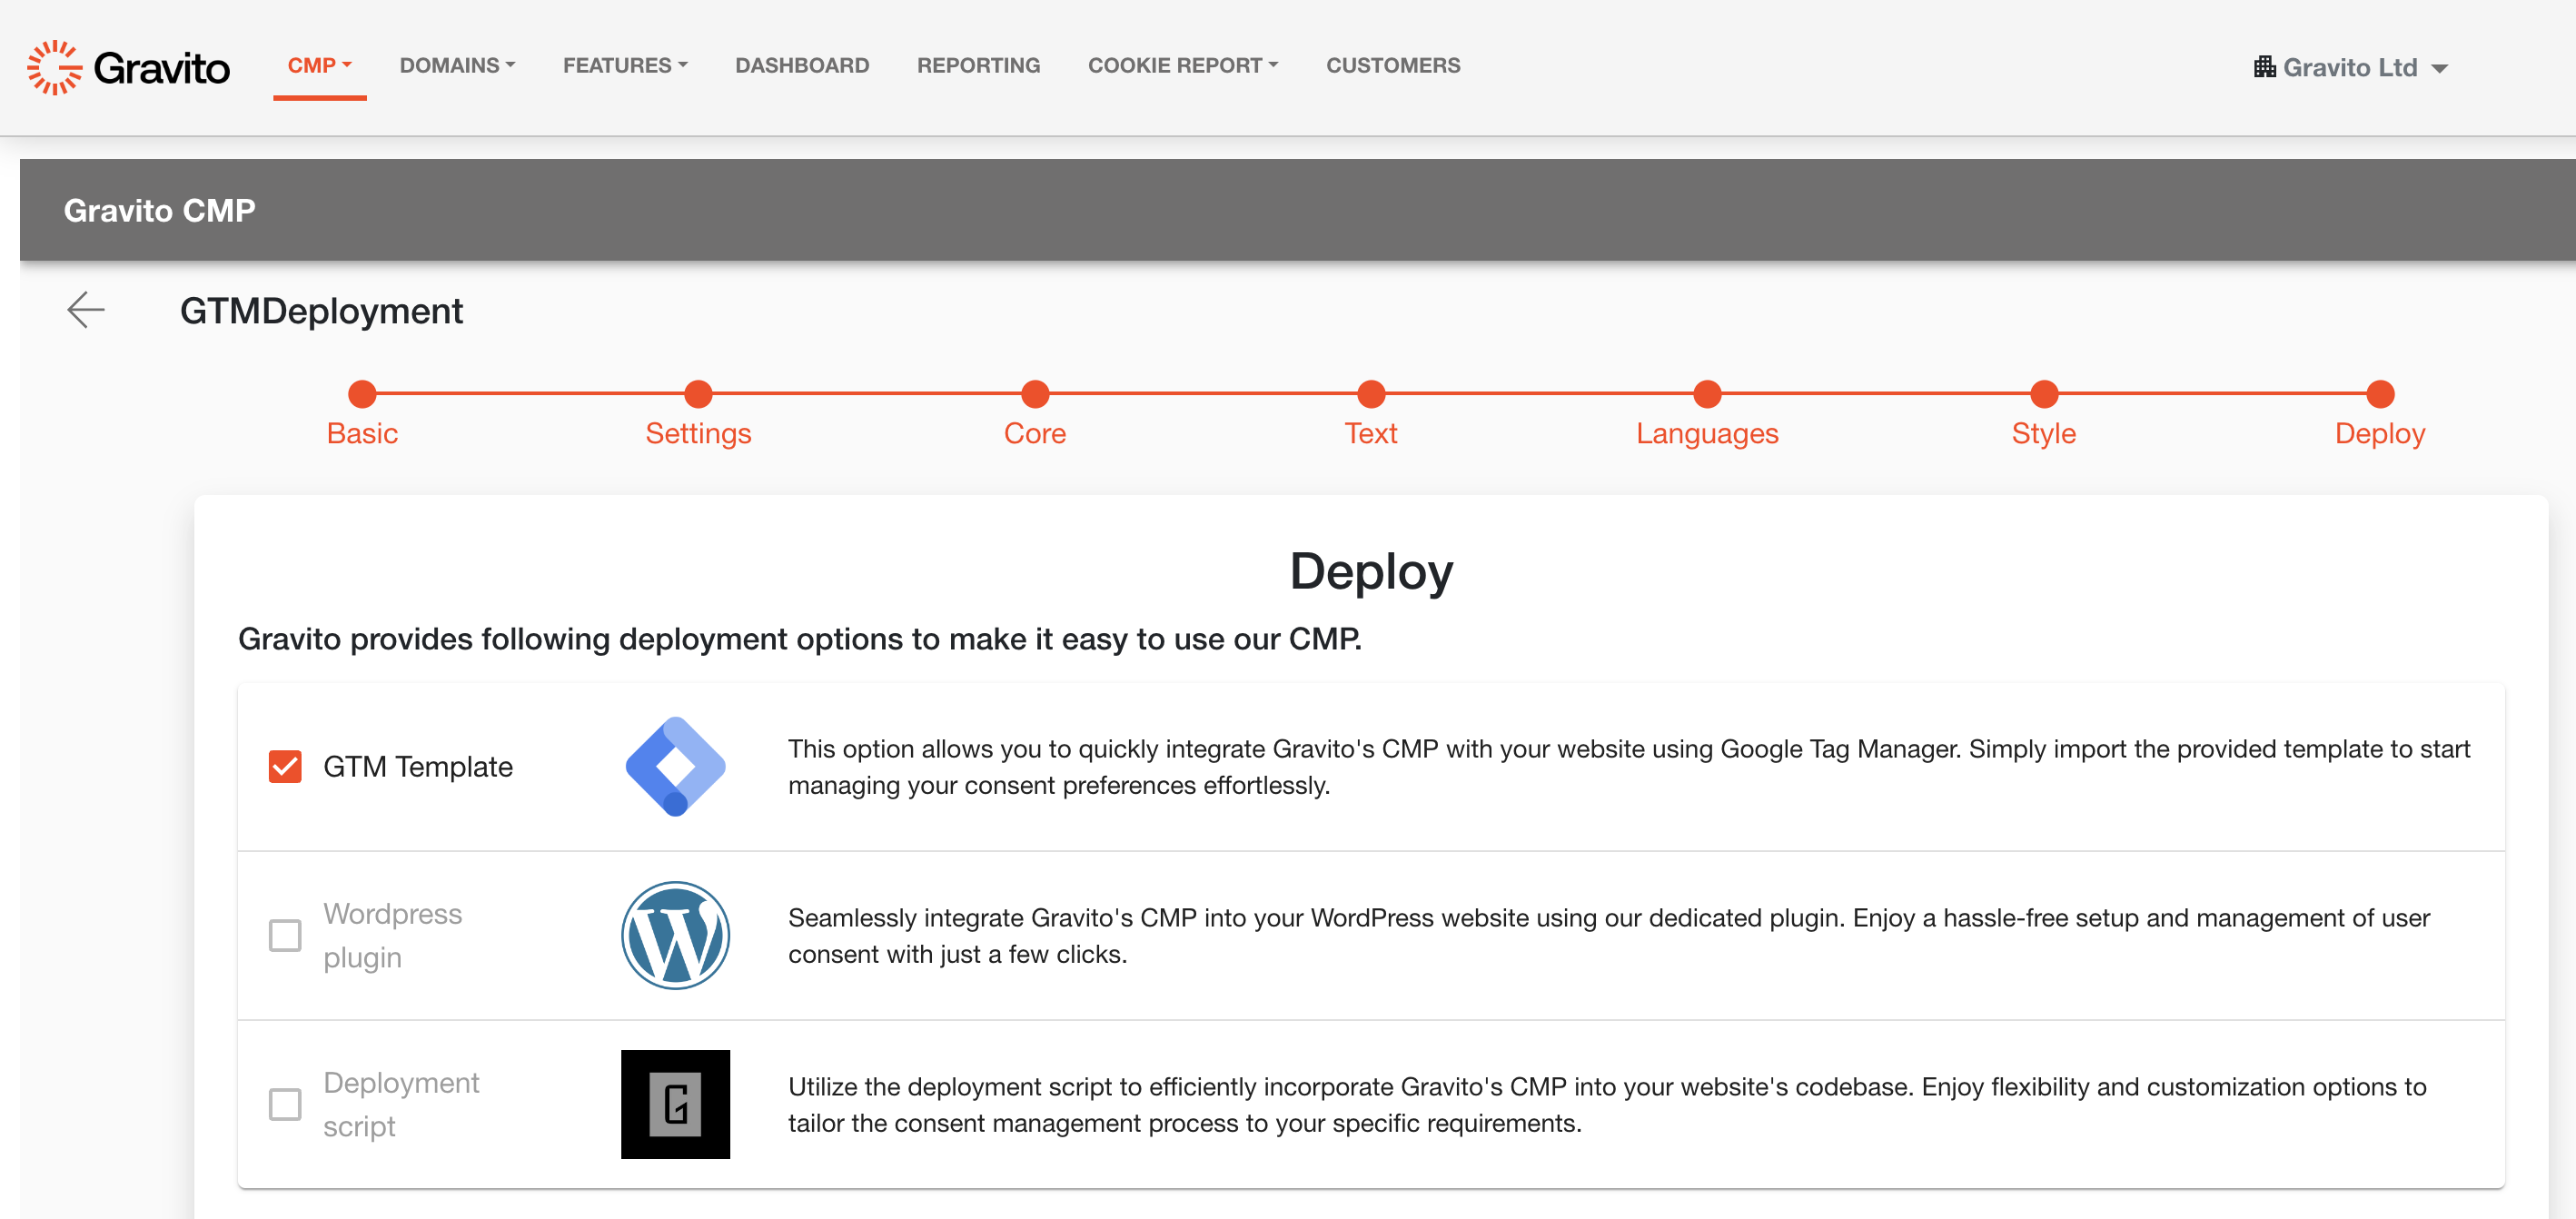 Gravito
CMP
DOMAINS
FEATURES
DASHBOARD
REPORTING
COOKIE REPORT
CUSTOMERS
Gravito Ltd
Gravito CMP
GTMDeployment
Basic
Settings
Core
Text
Languages
Style
Deploy
Deploy
Gravito provides following deployment options to make it easy to use our CMP.
GTM Template
This option allows you to quickly integrate Gravito's CMP with your website using Google Tag Manager. Simply import the provided template to start
managing your consent preferences effortlessly.
Wordpress
plugin
Seamlessly integrate Gravito's CMP into your WordPress website using our dedicated plugin. Enjoy a hassle-free setup and management of user
consent with just a few clicks.
Deployment
script
Utilize the deployment script to efficiently incorporate Gravito's CMP into your website's codebase. Enjoy flexibility and customization options to
tailor the consent management process to your specific requirements.